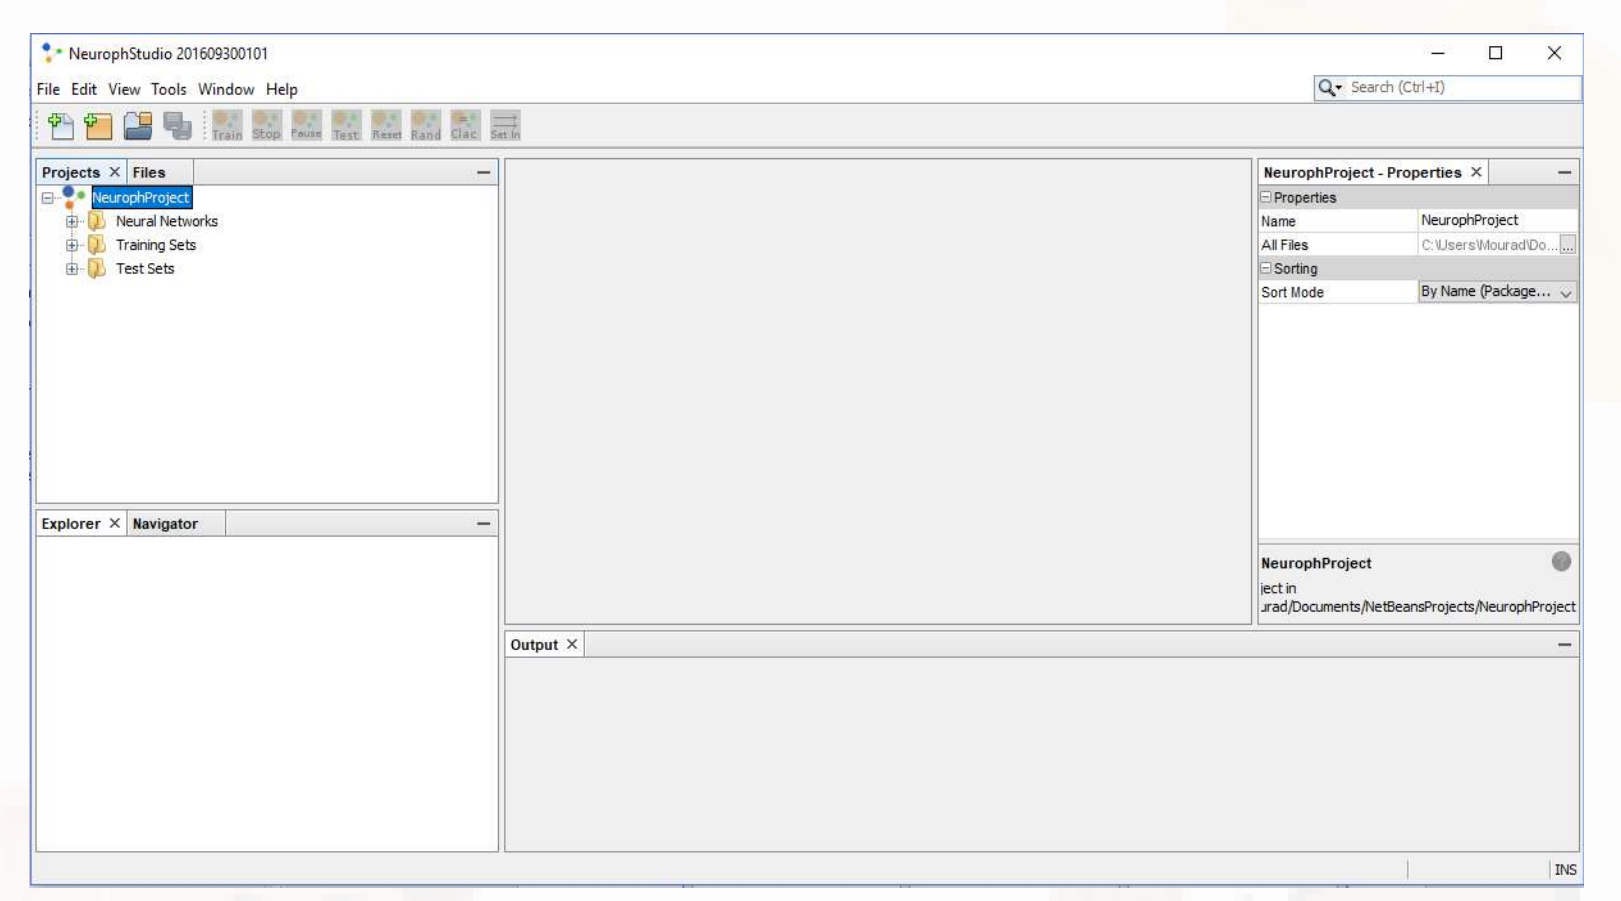 NeurophStudio 201609300101
File Edit View Tools Window Help
Search (Ctrl+I)
Train Stop Pause Test Reset Rand Clac Set In
Projects Files
NeurophProject
Neural Networks
Training Sets
Test Sets
Explorer Navigator
NeurophProject - Properties
Properties
Name NeurophProject
All Files C:\Users\Mourad\Do... ...
Sorting
Sort Mode By Name (Package...
NeurophProject
ject in
urad/Documents/NetBeansProjects/NeurophProject
Output
INS